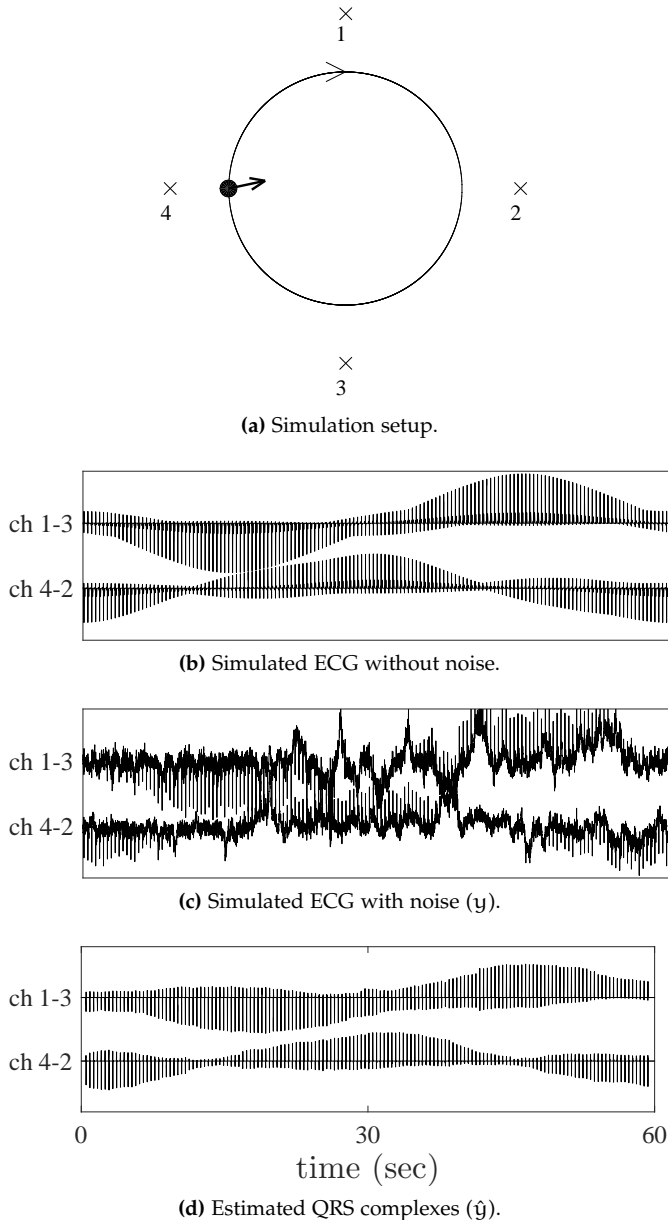 1
4
2
3
(a) Simulation setup.
ch 1-3
ch 4-2
(b) Simulated ECG without noise.
ch 1-3
ch 4-2
(c) Simulated ECG with noise (y).
ch 1-3
ch 4-2
0 30 60
time (sec)
(d) Estimated QRS complexes (ŷ).